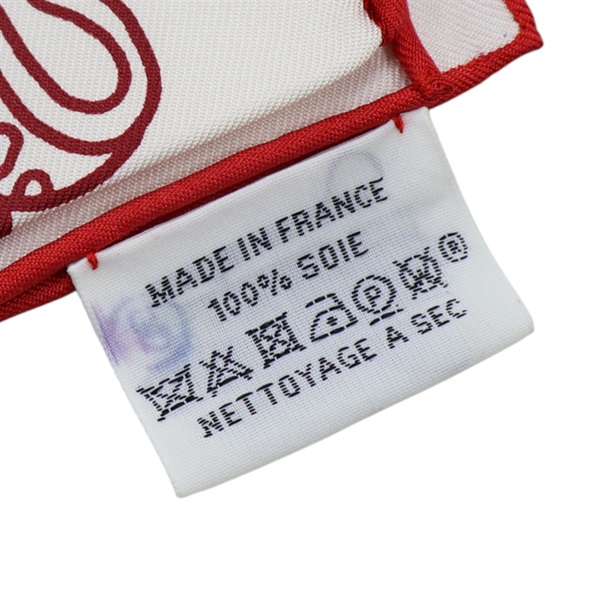 MADE IN FRANCE
100% SOIE
P ®
NETTOYAGE A SEC